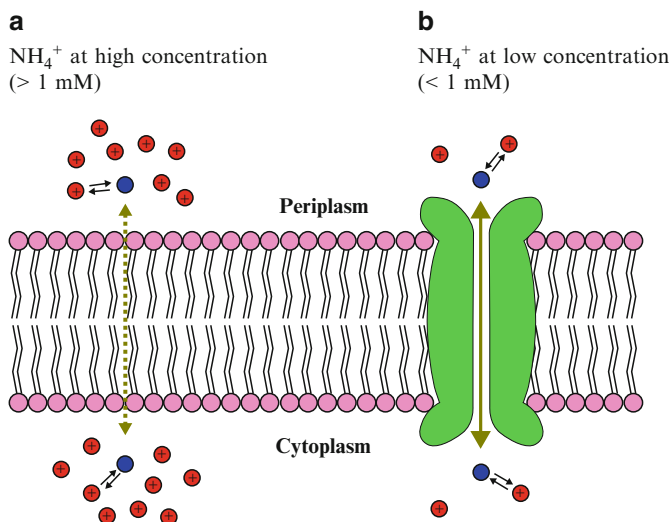 a
NH₄⁺ at high concentration
(> 1 mM)
b
NH₄⁺ at low concentration
(< 1 mM)
Periplasm
Cytoplasm